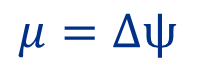 μ = Δψ